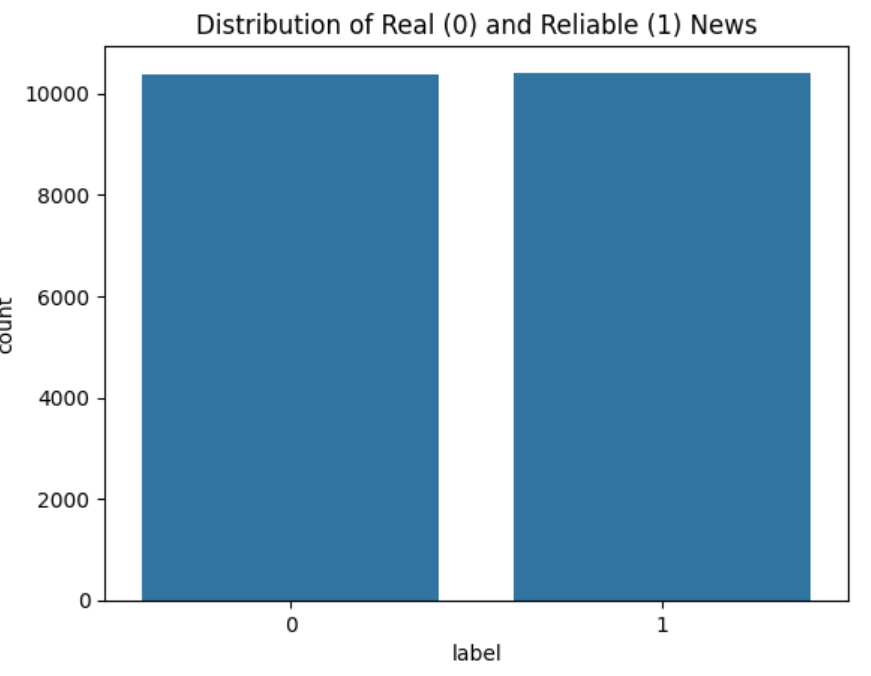 Distribution of Real (0) and Reliable (1) News
10000
8000
6000
4000
2000
0
count
0 1
label